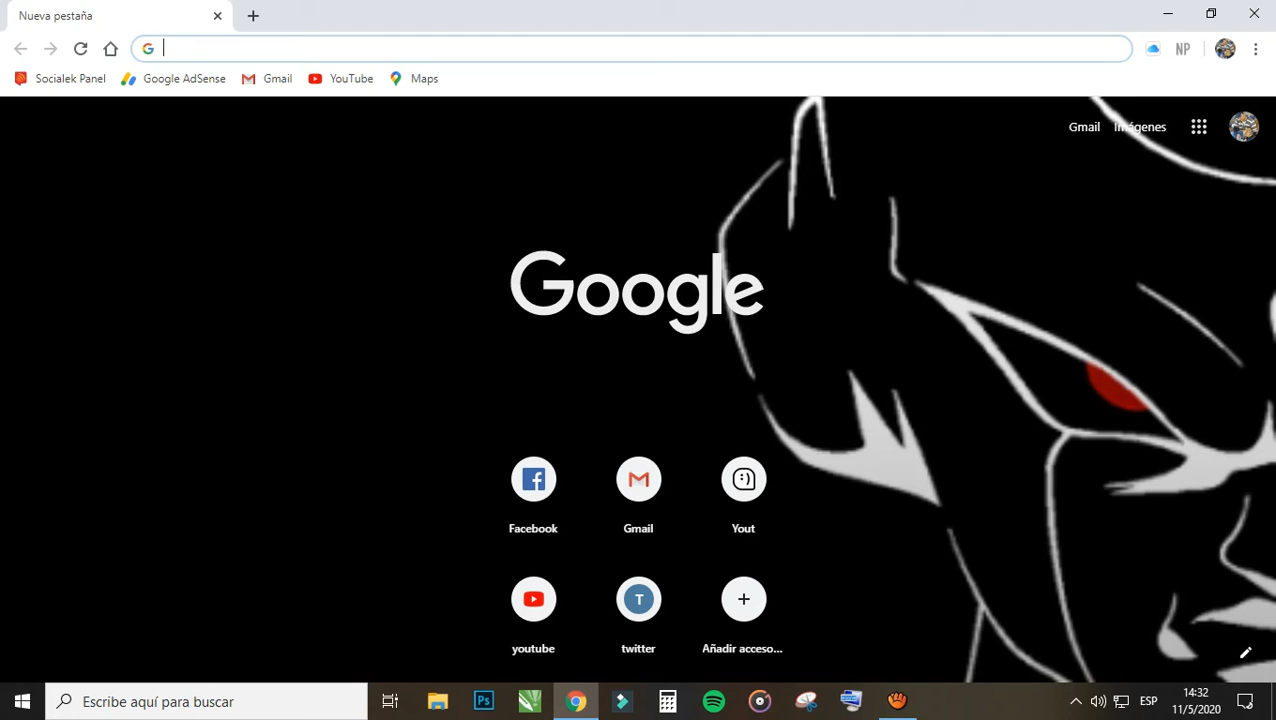 Nueva pestaña
NP
Socialek Panel Google AdSense Gmail YouTube Maps
Gmail Imágenes
Google
Facebook Gmail Yout
T
youtube twitter Añadir acceso...
Escribe aquí para buscar
Ps
ESP
14:32
11/5/2020